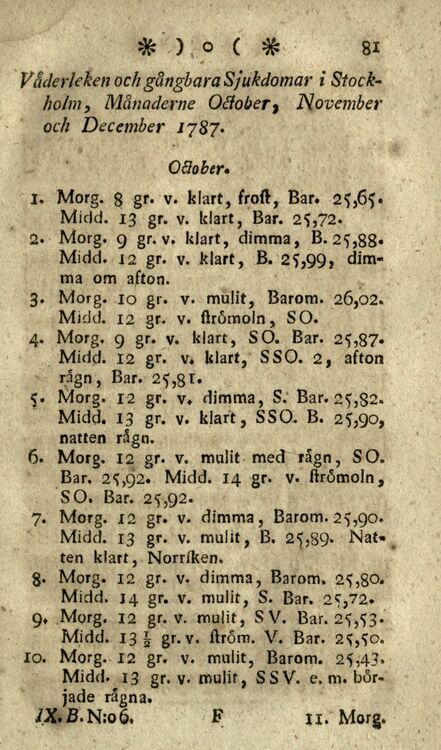 * ) o ( * 81
Våderleken och gångbara Sjukdomar i Stock-
holm, Månaderne October, November
och December 1787.
October.
1. Morg. 8 gr. v. klart, frost, Bar. 25,65.
Midd. 13 gr. v. klart, Bar. 25,72.
2. Morg. 9 gr. v. klart, dimma, B. 25,88.
Midd. 12 gr. v. klart, B. 25,99, dim-
ma om afton.
3. Morg. 10 gr. v. mulit, Barom. 26,02.
Midd. 12 gr. v. strômoln, SO.
4. Morg. 9 gr. v. klart, SO. Bar. 25,87.
Midd. 12 gr. v. klart, SSO. 2, afton
rågn, Bar. 25,81.
5. Morg. 12 gr. v. dimma, S. Bar. 25,82.
Midd. 13 gr. v. klart, SSO. B. 25,90,
natten rågn.
6. Morg. 12 gr. v. mulit med rågn, SO.
Bar. 25,92. Midd. 14 gr. v. strômoln,
SO. Bar. 25,92.
7. Morg. 12 gr. v. dimma, Barom. 25,90.
Midd. 13 gr. v. mulit, B. 25,89. Nat-
ten klart, Norrsken.
8. Morg. 12 gr. v. dimma, Barom. 25,80.
Midd. 14 gr. v. mulit, S. Bar. 25,72.
9. Morg. 12 gr. v. mulit, SV. Bar. 25,53.
Midd. 13 ½ gr. v. strôm. V. Bar. 25,50.
10. Morg. 12 gr. v. mulit, Barom. 25,43.
Midd. 13 gr. v. mulit, SSV. e. m. bör-
jade rågna.
IX. B. N:o 6. F 11. Morg.